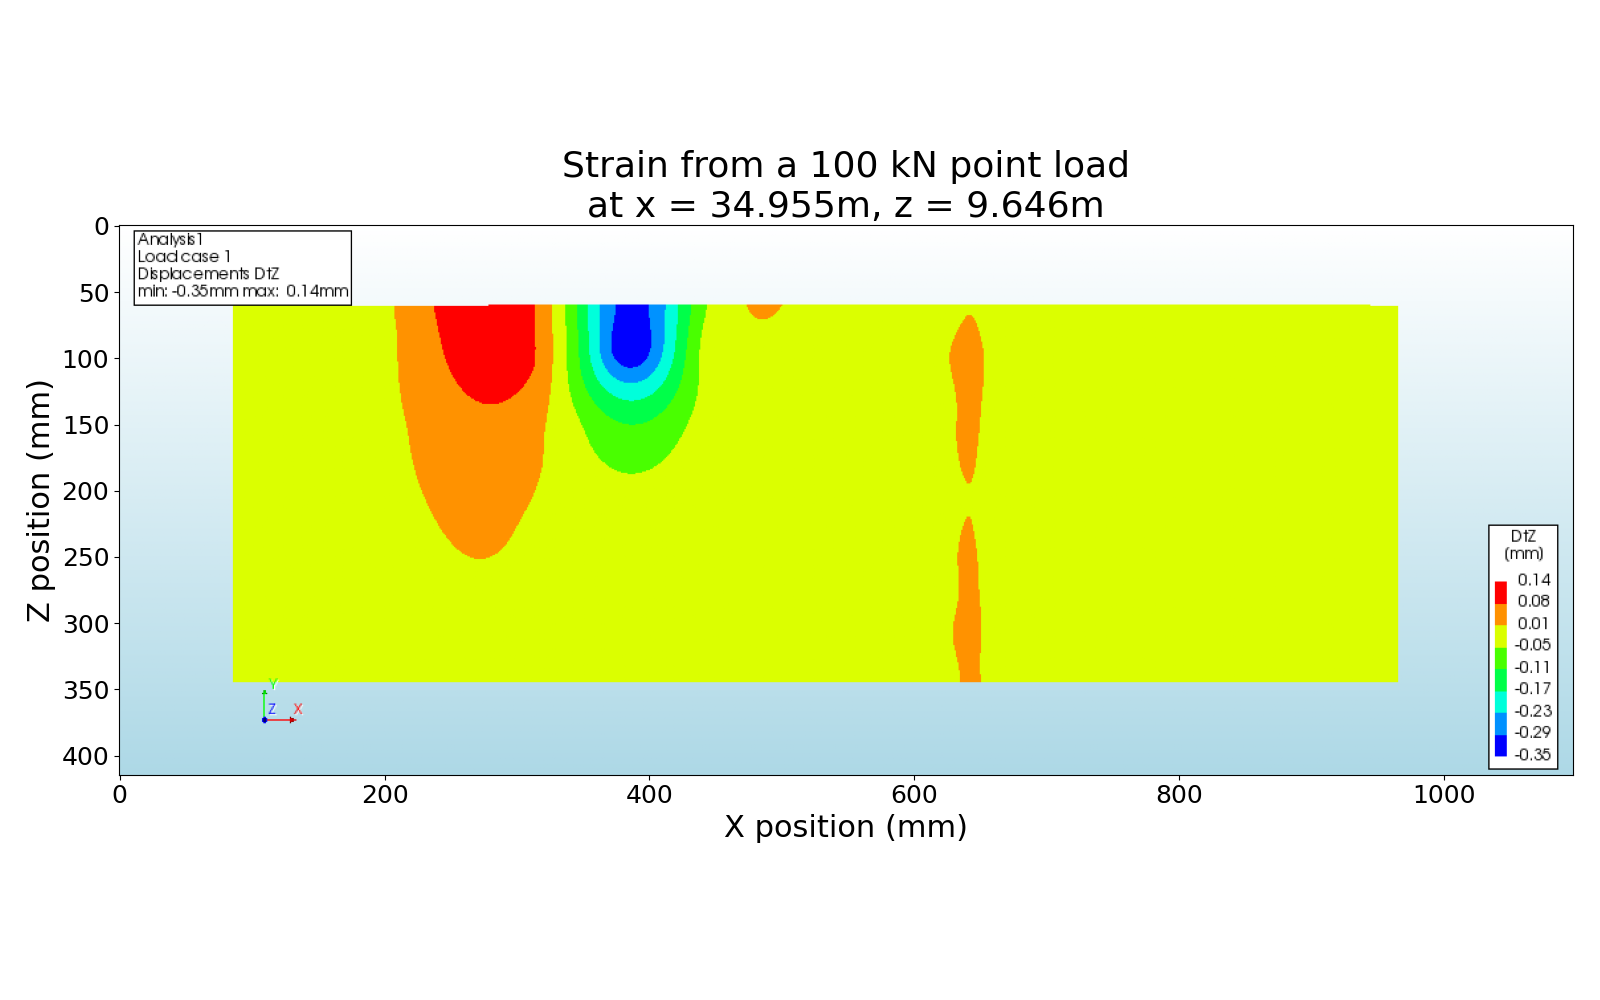 Strain from a 100 kN point load
at x = 34.955m, z = 9.646m
Analysis1
Load case 1
Displacements DtZ
min: -0.35mm max: 0.14mm
Z position (mm)
0
50
100
150
200
250
300
350
400
Y
Z
X
DtZ
(mm)
0.14
0.08
0.01
-0.05
-0.11
-0.17
-0.23
-0.29
-0.35
0
200
400
600
800
1000
X position (mm)